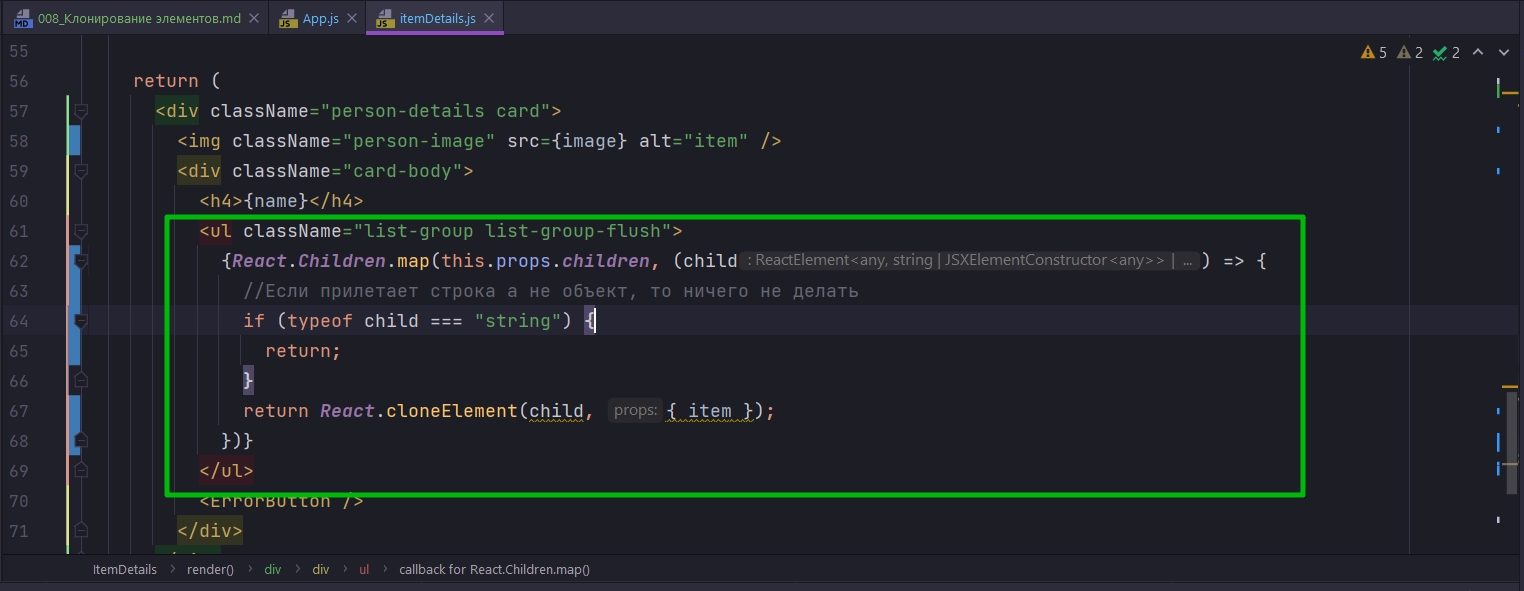 008_Клонирование элементов.md App.js itemDetails.js
55 5 2 2
56 return (
57 <div className="person-details card">
58 <img className="person-image" src={image} alt="item" />
59 <div className="card-body">
60 <h4>{name}</h4>
61 <ul className="list-group list-group-flush">
62 {React.Children.map(this.props.children, (child : ReactElement<any, string | JSXElementConstructor<any>> | ... ) => {
63 //Если прилетает строка а не объект, то ничего не делать
64 if (typeof child === "string") {
65 return;
66 }
67 return React.cloneElement(child, props: { item });
68 })}
69 </ul>
70 <ErrorButton />
71 </div>
ItemDetails > render() > div > div > ul > callback for React.Children.map()